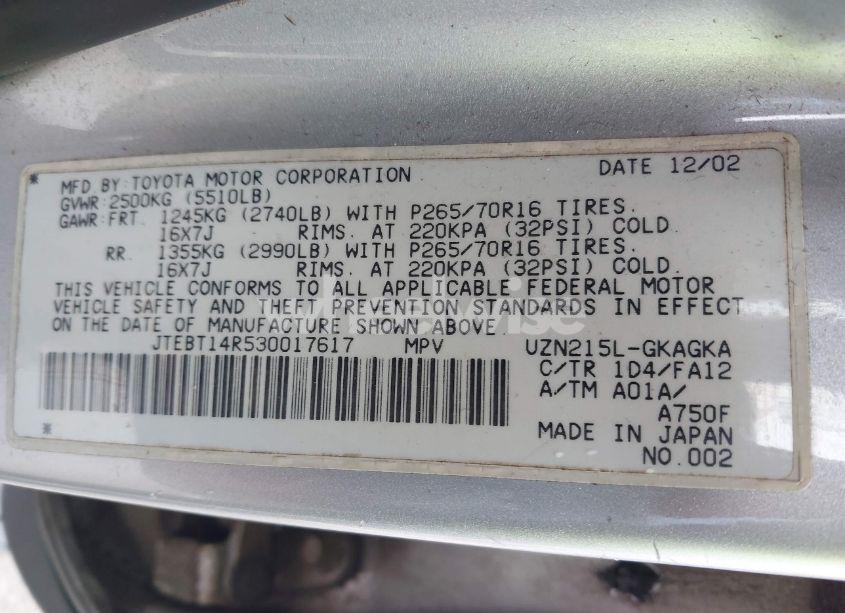 DATE 12/02
* MFD BY: TOYOTA MOTOR CORPORATION
GVWR: 2500KG (5510LB)
GAWR: FRT. 1245KG (2740LB) WITH P265/70R16 TIRES.
16X7J RIMS. AT 220KPA (32PSI) COLD.
RR. 1355KG (2990LB) WITH P265/70R16 TIRES.
16X7J RIMS. AT 220KPA (32PSI) COLD.
THIS VEHICLE CONFORMS TO ALL APPLICABLE FEDERAL MOTOR
VEHICLE SAFETY AND THEFT PREVENTION STANDARDS IN EFFECT
ON THE DATE OF MANUFACTURE SHOWN ABOVE.
JTEBT14R530017617 MPV UZN215L-GKAGKA
C/TR 1D4/FA12
A/TM A01A/
A750F
* MADE IN JAPAN
NO.002